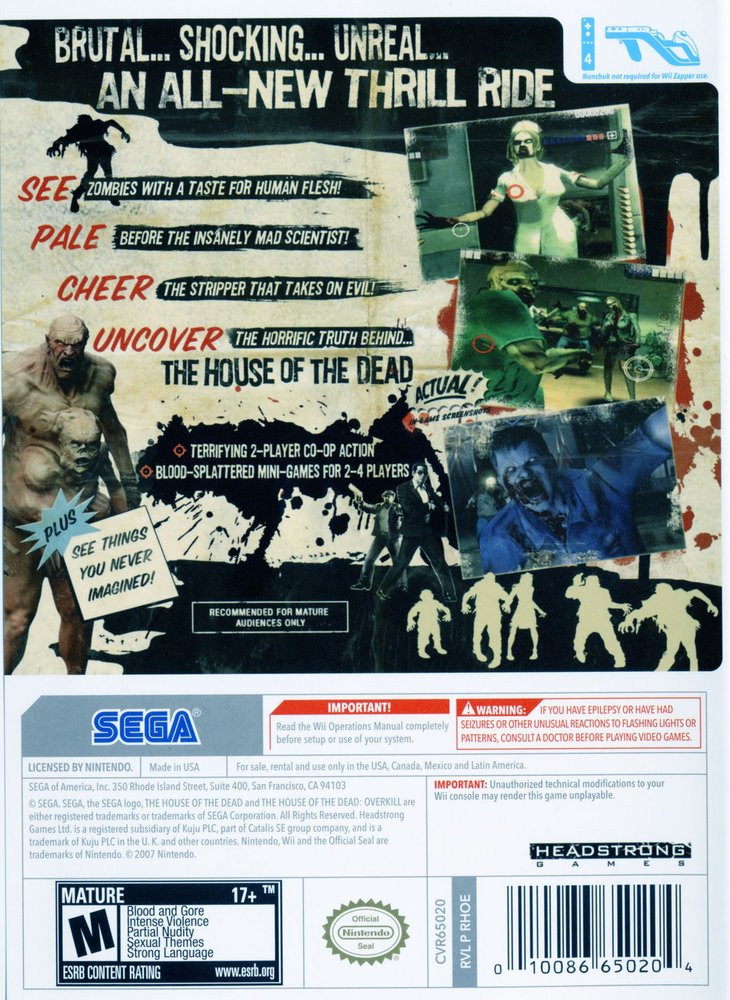 BRUTAL... SHOCKING... UNREAL...
AN ALL-NEW THRILL RIDE
4
Nunchuk not required for Wii Zapper use.
SEE ZOMBIES WITH A TASTE FOR HUMAN FLESH!
PALE BEFORE THE INSANELY MAD SCIENTIST!
CHEER THE STRIPPER THAT TAKES ON EVIL!
UNCOVER THE HORRIFIC TRUTH BEHIND...
THE HOUSE OF THE DEAD
ACTUAL!
IN-GAME SCREENSHOTS
TERRIFYING 2-PLAYER CO-OP ACTION
BLOOD-SPLATTERED MINI-GAMES FOR 2-4 PLAYERS
PLUS
SEE THINGS
YOU NEVER
IMAGINED!
RECOMMENDED FOR MATURE
AUDIENCES ONLY
SEGA®
IMPORTANT!
Read the Wii Operations Manual completely
before setup or use of your system.
WARNING: IF YOU HAVE EPILEPSY OR HAVE HAD
SEIZURES OR OTHER UNUSUAL REACTIONS TO FLASHING LIGHTS OR
PATTERNS, CONSULT A DOCTOR BEFORE PLAYING VIDEO GAMES.
LICENSED BY NINTENDO.
Made in USA
For sale, rental and use only in the USA, Canada, Mexico and Latin America.
SEGA of America, Inc. 350 Rhode Island Street, Suite 400, San Francisco, CA 94103
© SEGA. SEGA, the SEGA logo, THE HOUSE OF THE DEAD and THE HOUSE OF THE DEAD: OVERKILL are
either registered trademarks or trademarks of SEGA Corporation. All Rights Reserved. Headstrong
Games Ltd. is a registered subsidiary of Kuju PLC, part of Catalis SE group company, and is a
trademark of Kuju PLC in the U. K. and other countries. Nintendo, Wii and the Official Seal are
trademarks of Nintendo. © 2007 Nintendo.
IMPORTANT: Unauthorized technical modifications to your
Wii console may render this game unplayable.
HEADSTRONG
GAMES
MATURE 17+ ™
M
Blood and Gore
Intense Violence
Partial Nudity
Sexual Themes
Strong Language
ESRB CONTENT RATING www.esrb.org
Official
Nintendo
Seal
CVR65020
RVL P RHOE
0 10086 65020 4